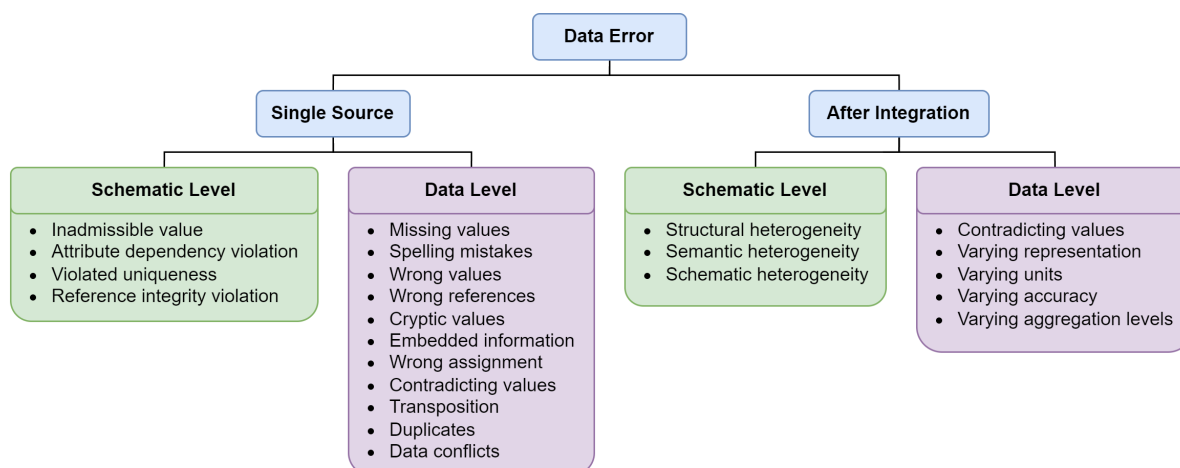 Data Error
Single Source
After Integration
Schematic Level
Inadmissible value
Attribute dependency violation
Violated uniqueness
Reference integrity violation
Data Level
Missing values
Spelling mistakes
Wrong values
Wrong references
Cryptic values
Embedded information
Wrong assignment
Contradicting values
Transposition
Duplicates
Data conflicts
Schematic Level
Structural heterogeneity
Semantic heterogeneity
Schematic heterogeneity
Data Level
Contradicting values
Varying representation
Varying units
Varying accuracy
Varying aggregation levels